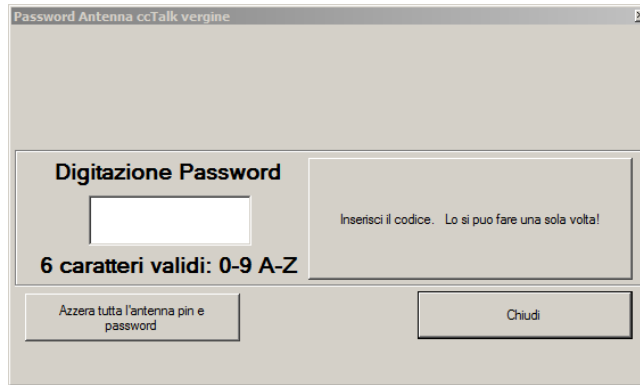 Password Antenna ccTalk vergine
Digitazione Password
Inserisci il codice. Lo si puo fare una sola volta!
6 caratteri validi: 0-9 A-Z
Azzera tutta l'antenna pin e
password
Chiudi